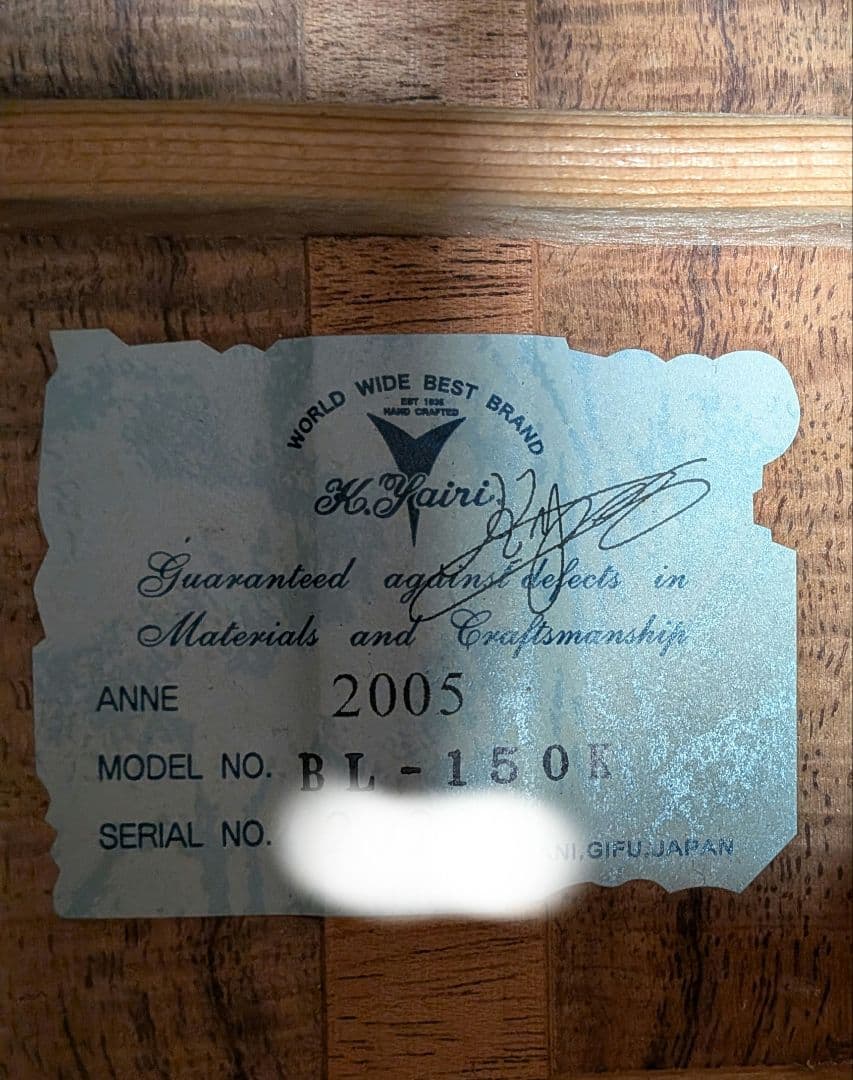 WORLD WIDE BEST BRAND
EST 1935
HAND CRAFTED
K.Yairi
Guaranteed against defects in
Materials and Craftsmanship
ANNE 2005
MODEL NO. BL-150K
SERIAL NO.
NI,GIFU.JAPAN